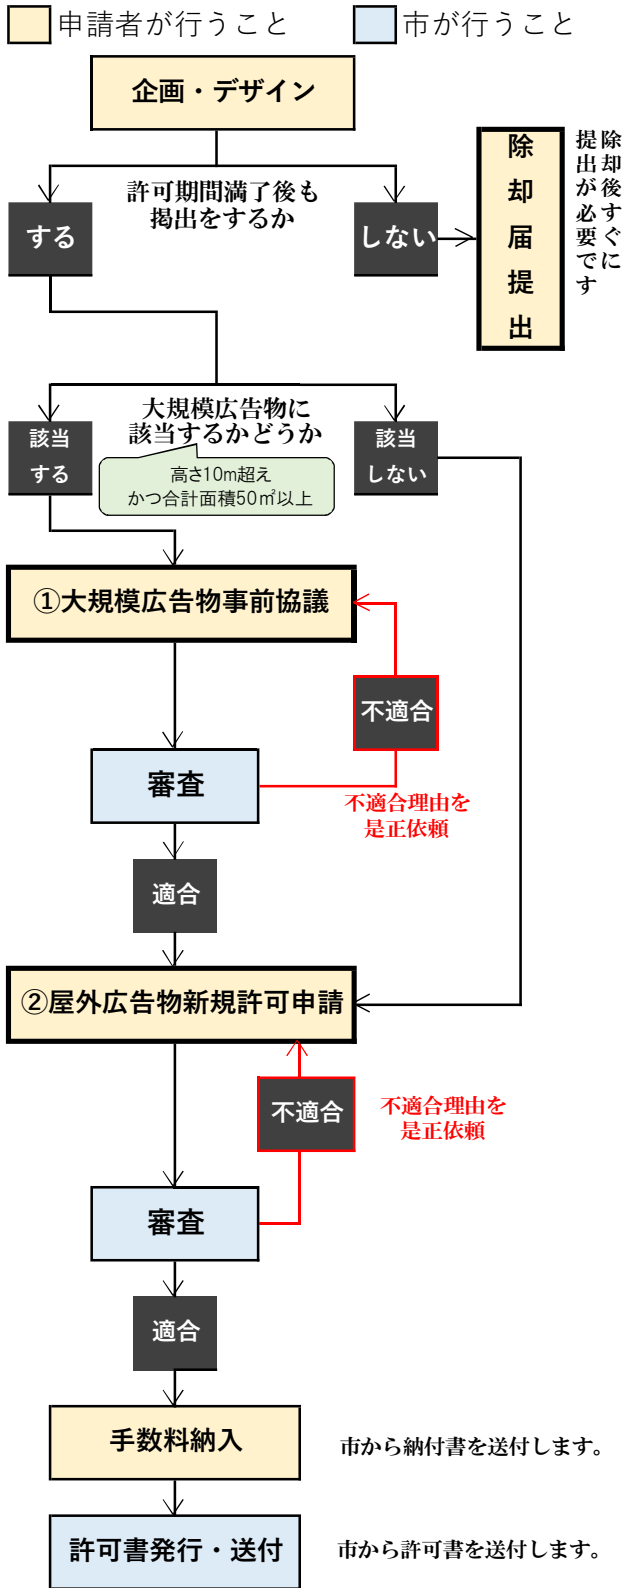 申請者が行うこと
市が行うこと
企画・デザイン
許可期間満了後も
掲出をするか
する
しない
除却届提出
除却後すぐに
提出が必要です
大規模広告物に
該当するかどうか
高さ10m超え
かつ合計面積50㎡以上
該当
する
該当
しない
①大規模広告物事前協議
不適合
審査
不適合理由を
是正依頼
適合
②屋外広告物新規許可申請
不適合
不適合理由を
是正依頼
審査
適合
手数料納入
市から納付書を送付します。
許可書発行・送付
市から許可書を送付します。